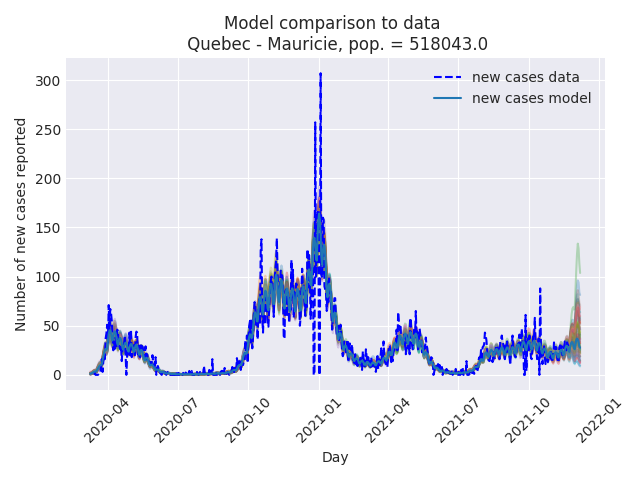 Model comparison to data
Quebec - Mauricie, pop. = 518043.0
new cases data
new cases model
Number of new cases reported
300
250
200
150
100
50
0
2020-04
2020-07
2020-10
2021-01
2021-04
2021-07
2021-10
2022-01
Day